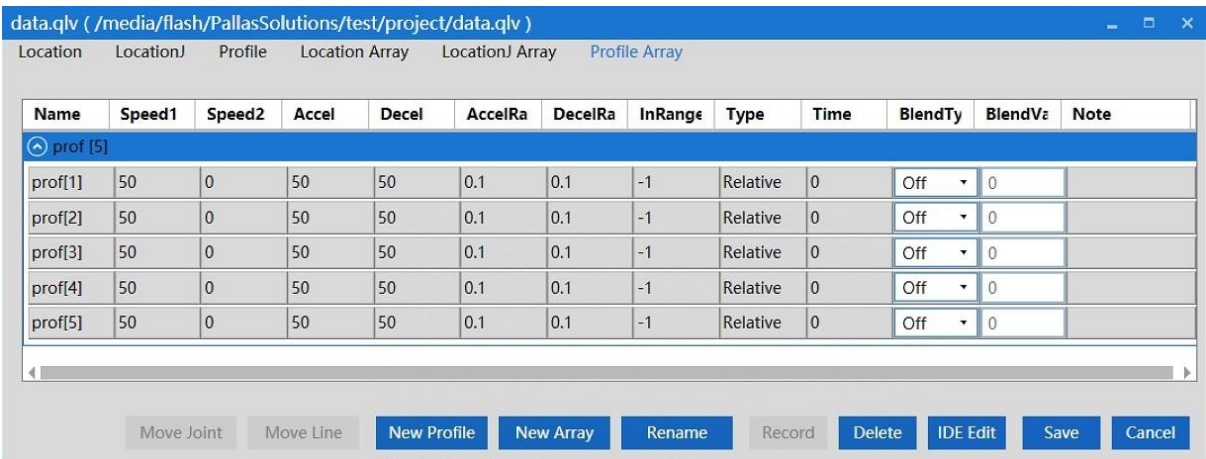 data.qlv ( /media/flash/PallasSolutions/test/project/data.qlv )
Location LocationJ Profile Location Array LocationJ Array Profile Array
Name Speed1 Speed2 Accel Decel AccelRa DecelRa InRange Type Time BlendTy BlendVa Note
prof [5]
prof[1] 50 0 50 50 0.1 0.1 -1 Relative 0 Off 0
prof[2] 50 0 50 50 0.1 0.1 -1 Relative 0 Off 0
prof[3] 50 0 50 50 0.1 0.1 -1 Relative 0 Off 0
prof[4] 50 0 50 50 0.1 0.1 -1 Relative 0 Off 0
prof[5] 50 0 50 50 0.1 0.1 -1 Relative 0 Off 0
Move Joint Move Line New Profile New Array Rename Record Delete IDE Edit Save Cancel